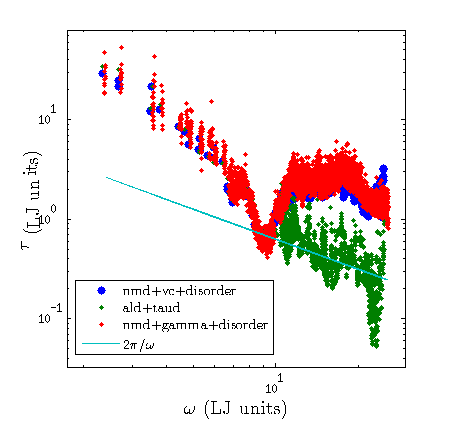 10^1
10^0
10^-1
τ (LJ units)
nmd+vc+disorder
ald+taud
nmd+gamma+disorder
2π/ω
10^1
ω (LJ units)